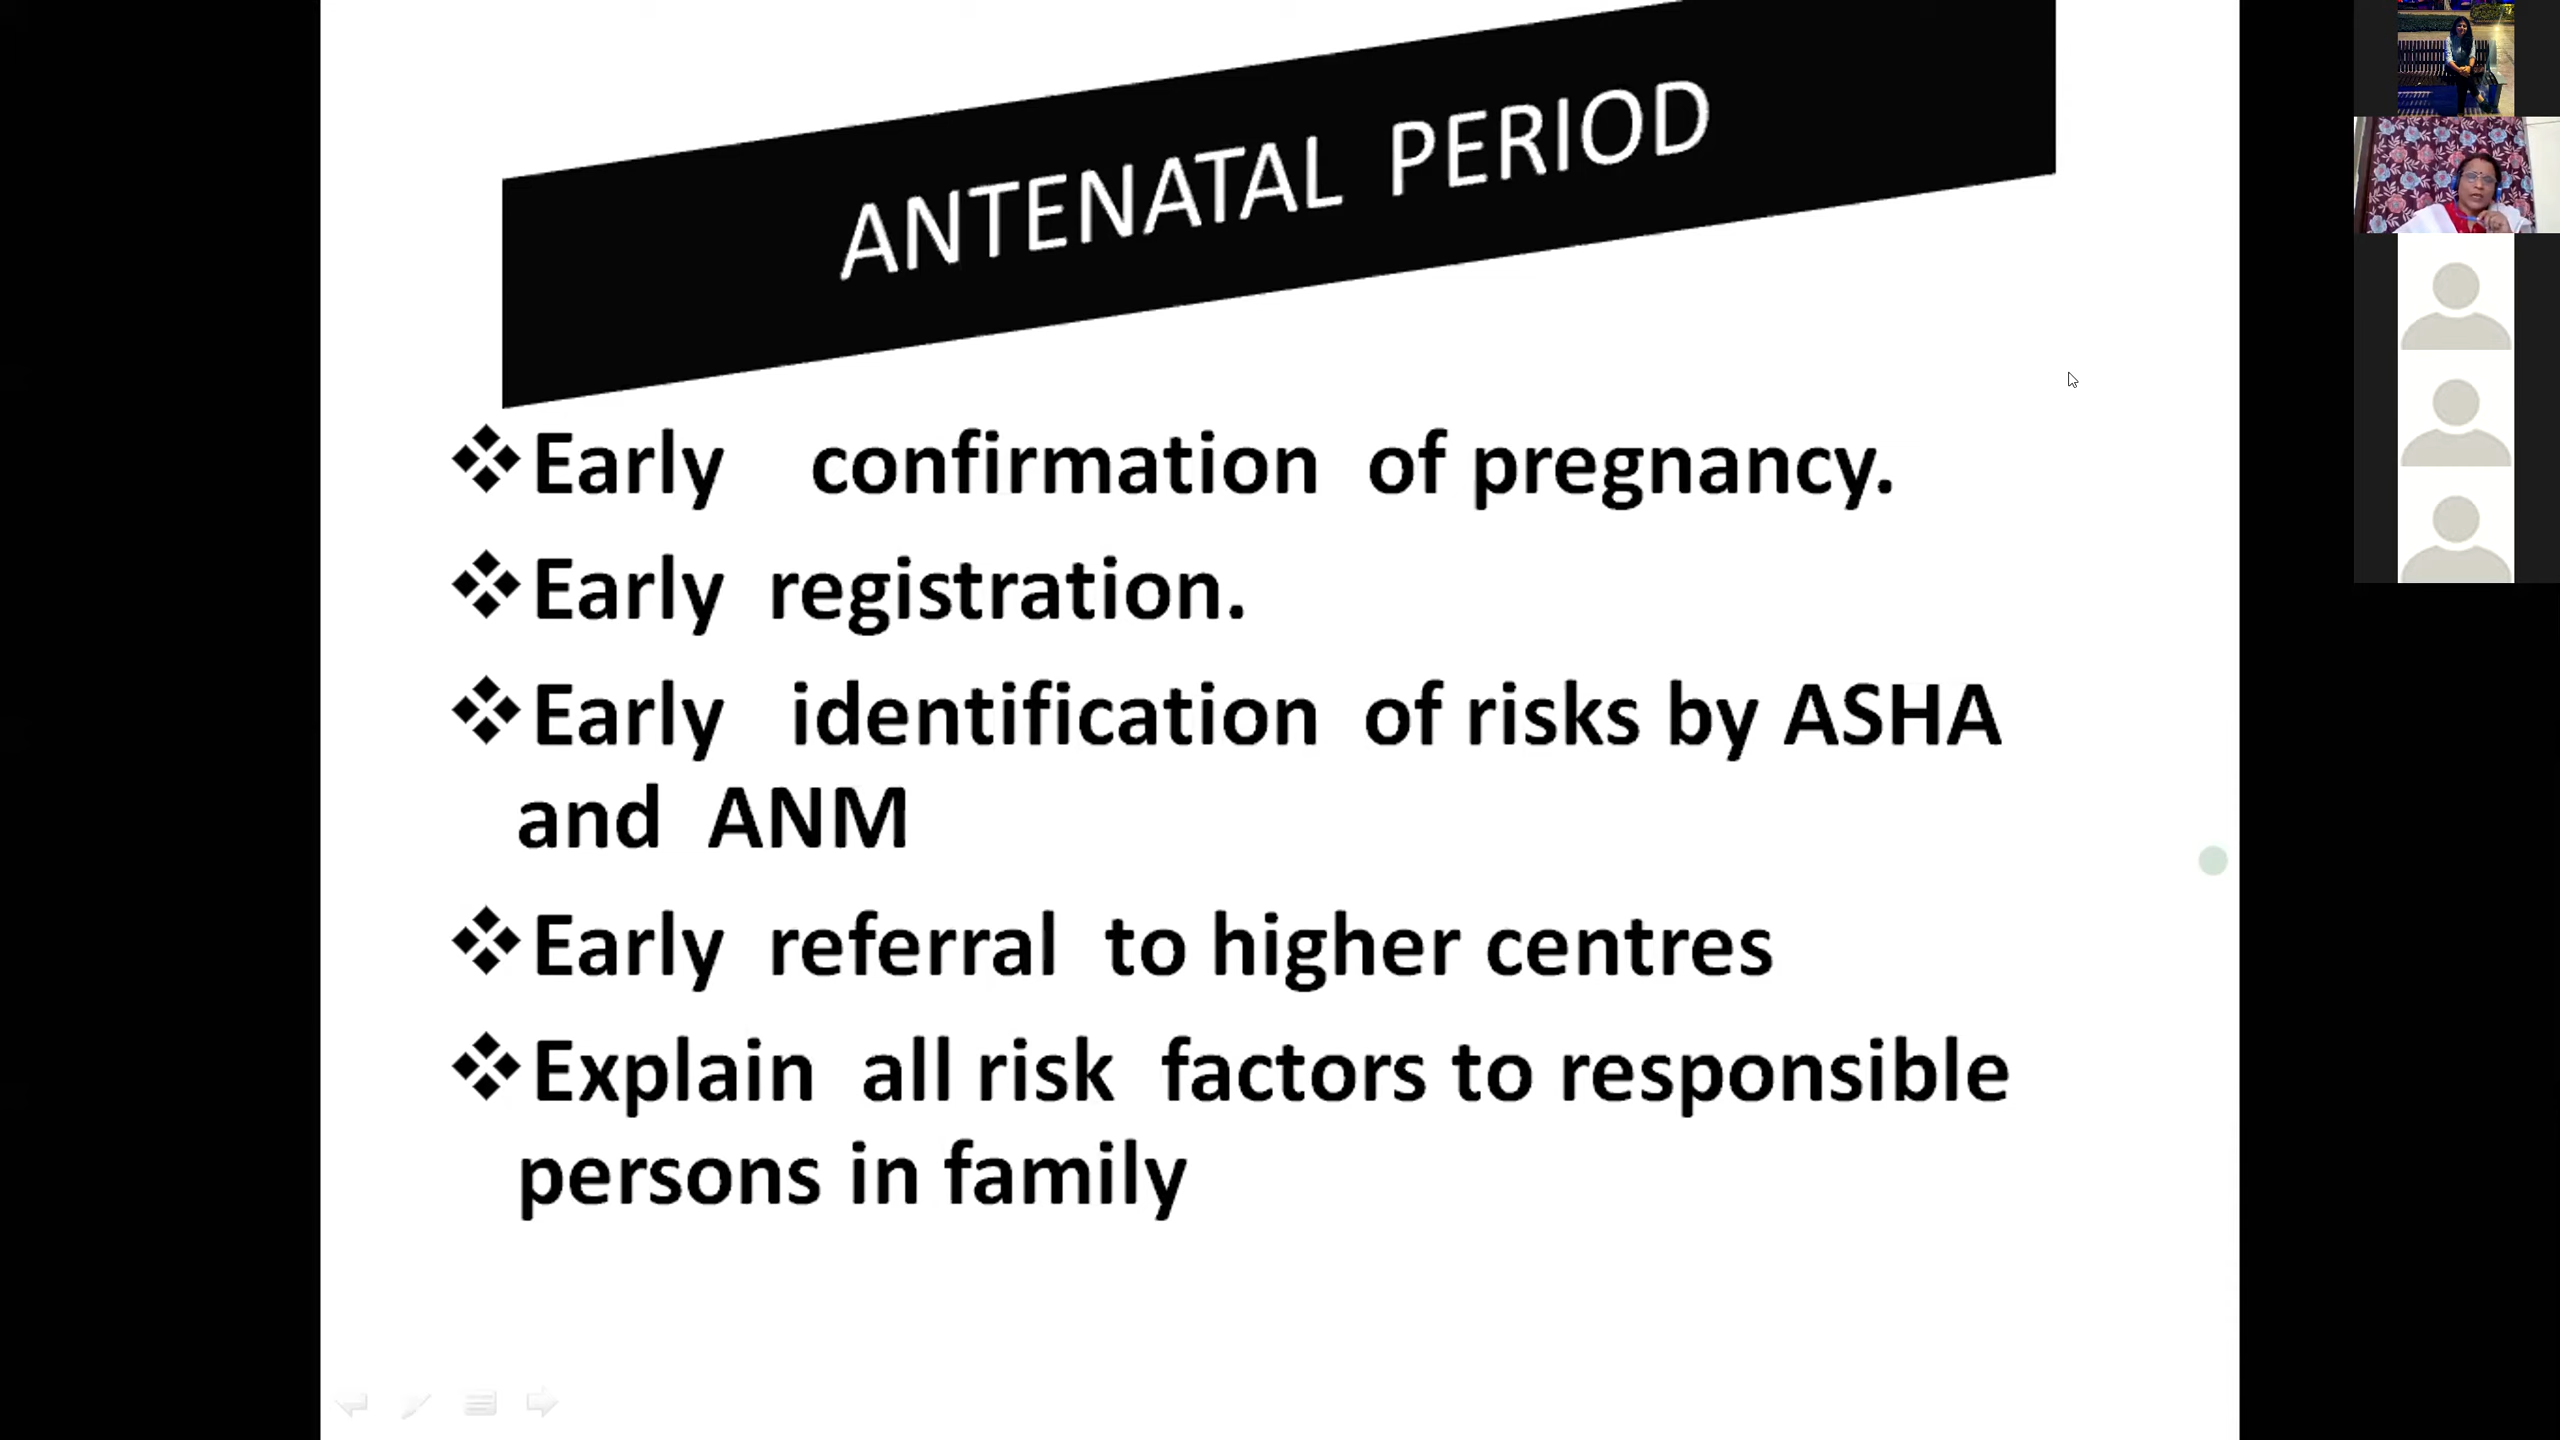 ANTENATAL PERIOD
❖Early confirmation of pregnancy.
❖Early registration.
❖Early identification of risks by ASHA
and ANM
❖Early referral to higher centres
❖Explain all risk factors to responsible
persons in family